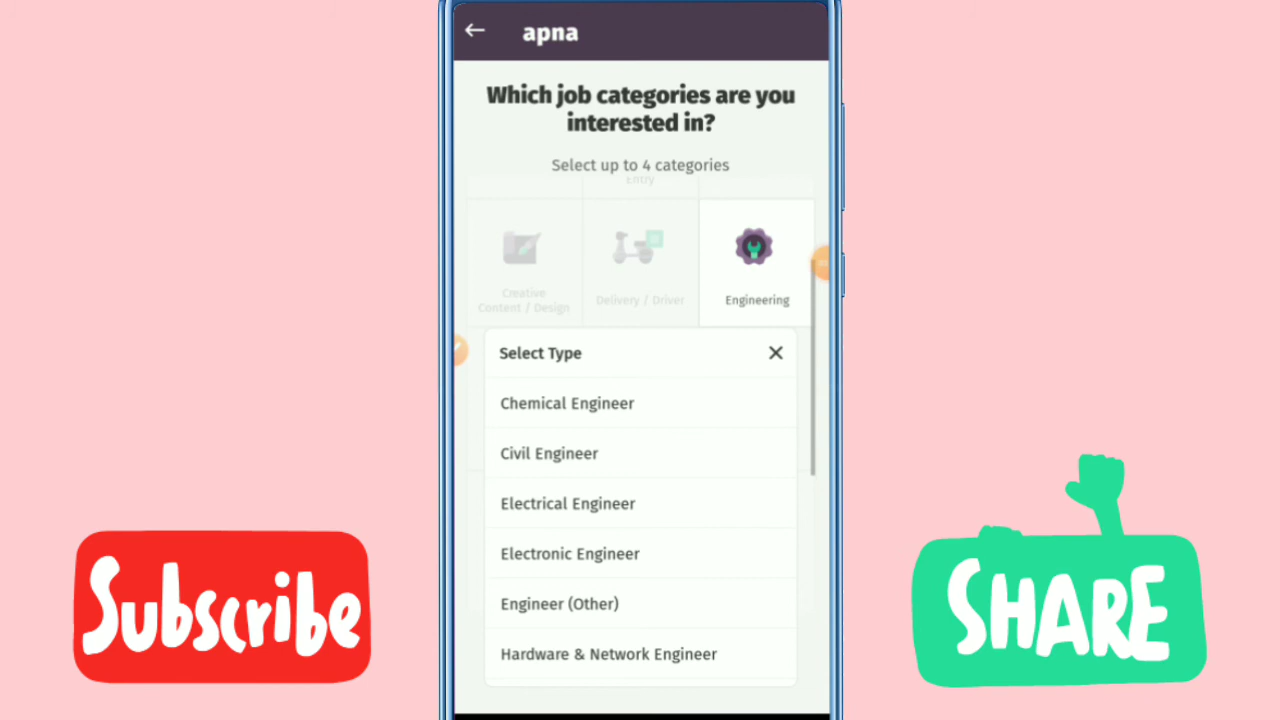 apna
Which job categories are you
interested in?
Select up to 4 categories
Entry
Creative
Content / Design
Delivery / Driver
Engineering
Select Type
Chemical Engineer
Civil Engineer
Electrical Engineer
Electronic Engineer
Engineer (Other)
Hardware & Network Engineer
Subscribe
SHARE